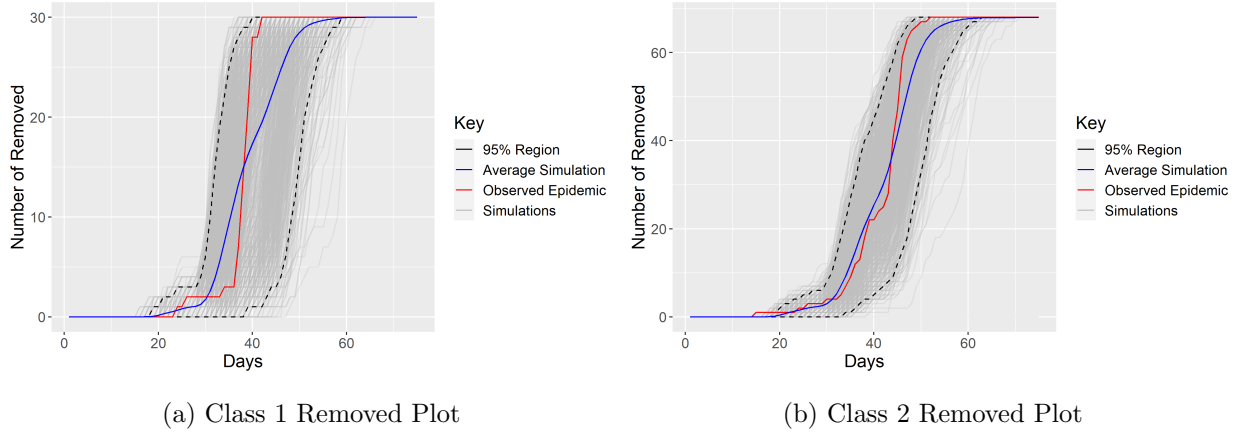 30
20
10
0
Number of Removed
0
20
40
60
Days
Key
95% Region
Average Simulation
Observed Epidemic
Simulations
(a) Class 1 Removed Plot
60
40
20
0
Number of Removed
0
20
40
60
Days
Key
95% Region
Average Simulation
Observed Epidemic
Simulations
(b) Class 2 Removed Plot